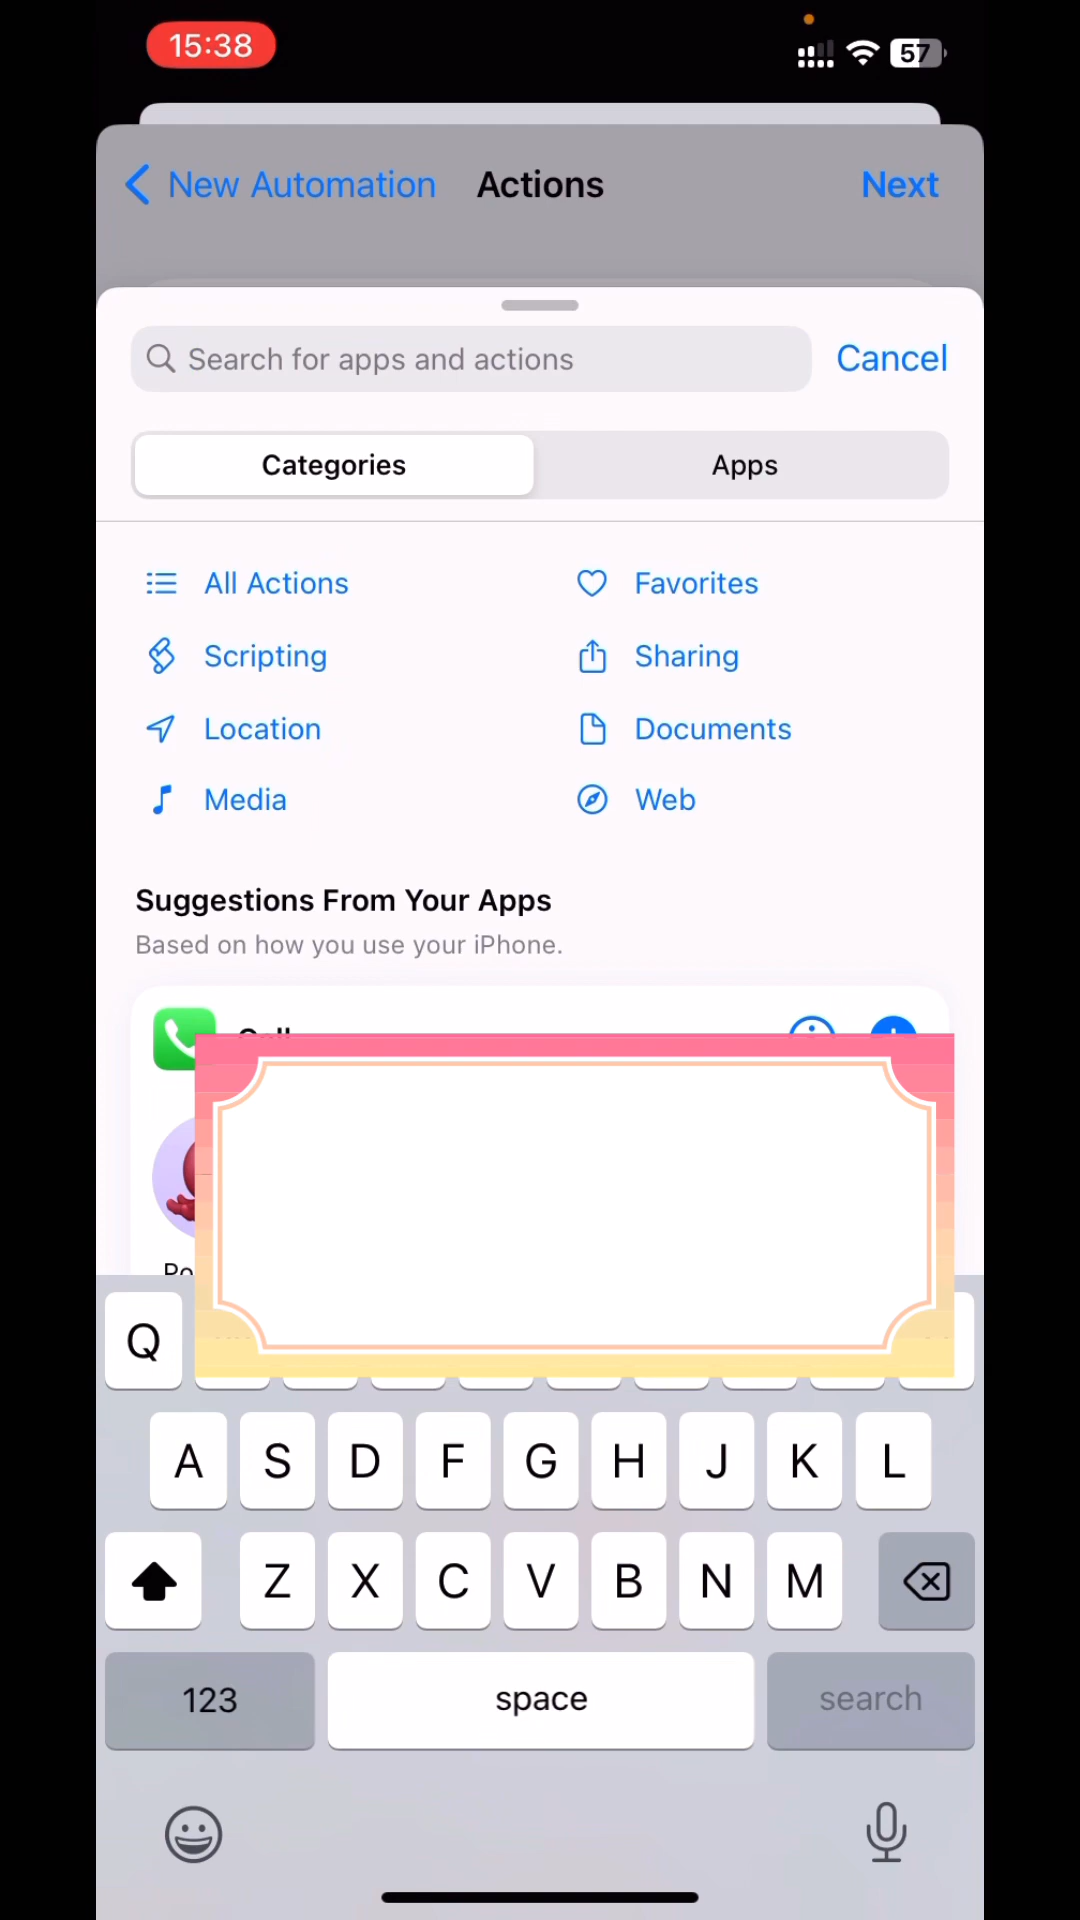 15:38
57
New Automation
Actions
Next
Search for apps and actions
Cancel
Categories
Apps
All Actions
Favorites
Scripting
Sharing
Location
Documents
Media
Web
Suggestions From Your Apps
Based on how you use your iPhone.
Q
A S D F G H J K L
Z X C V B N M
123
space
search